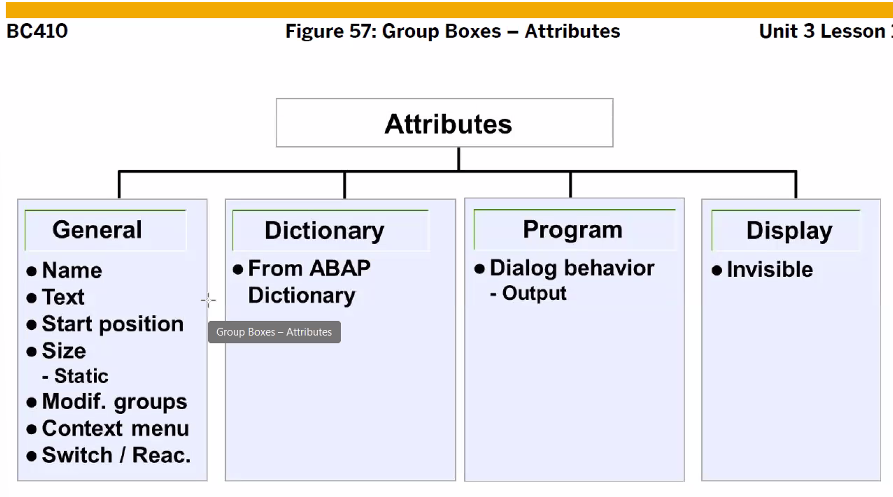 BC410
Figure 57: Group Boxes – Attributes
Unit 3 Lesson
Attributes
General
● Name
● Text
● Start position
● Size
- Static
● Modif. groups
● Context menu
● Switch / Reac.
Dictionary
● From ABAP
Dictionary
Group Boxes – Attributes
Program
● Dialog behavior
- Output
Display
● Invisible